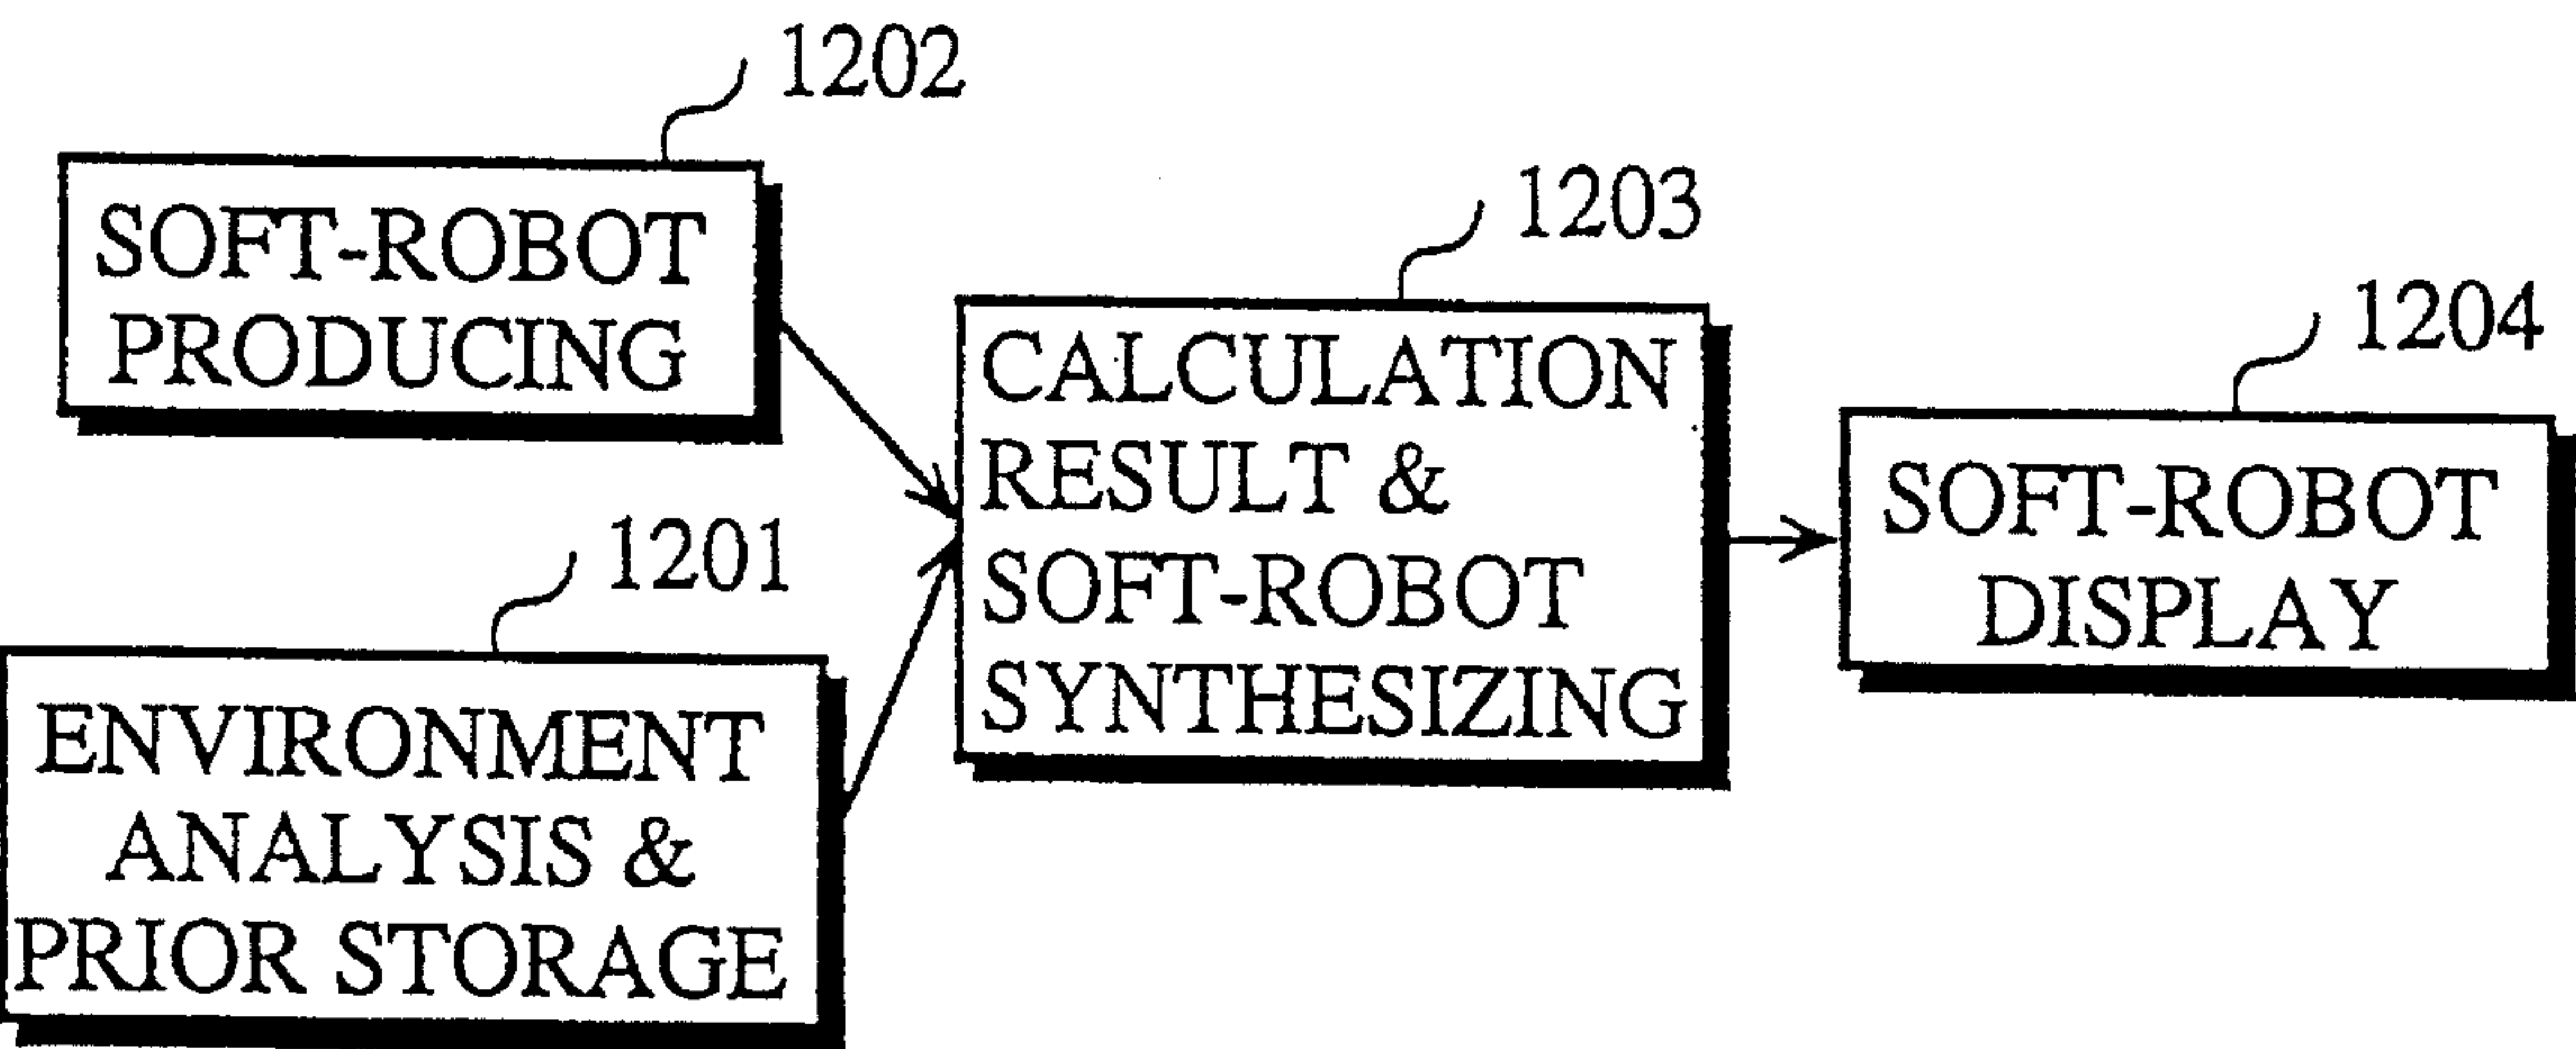 1202
SOFT-ROBOT
PRODUCING
1201
ENVIRONMENT
ANALYSIS &
PRIOR STORAGE
1203
CALCULATION
RESULT &
SOFT-ROBOT
SYNTHESIZING
1204
SOFT-ROBOT
DISPLAY